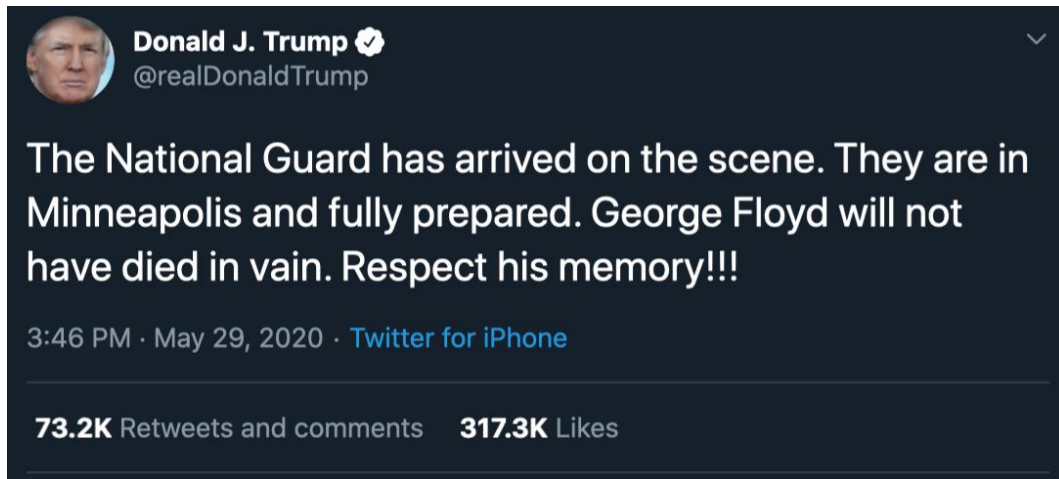 Donald J. Trump
@realDonaldTrump
The National Guard has arrived on the scene. They are in
Minneapolis and fully prepared. George Floyd will not
have died in vain. Respect his memory!!!
3:46 PM · May 29, 2020 · Twitter for iPhone
73.2K Retweets and comments 317.3K Likes